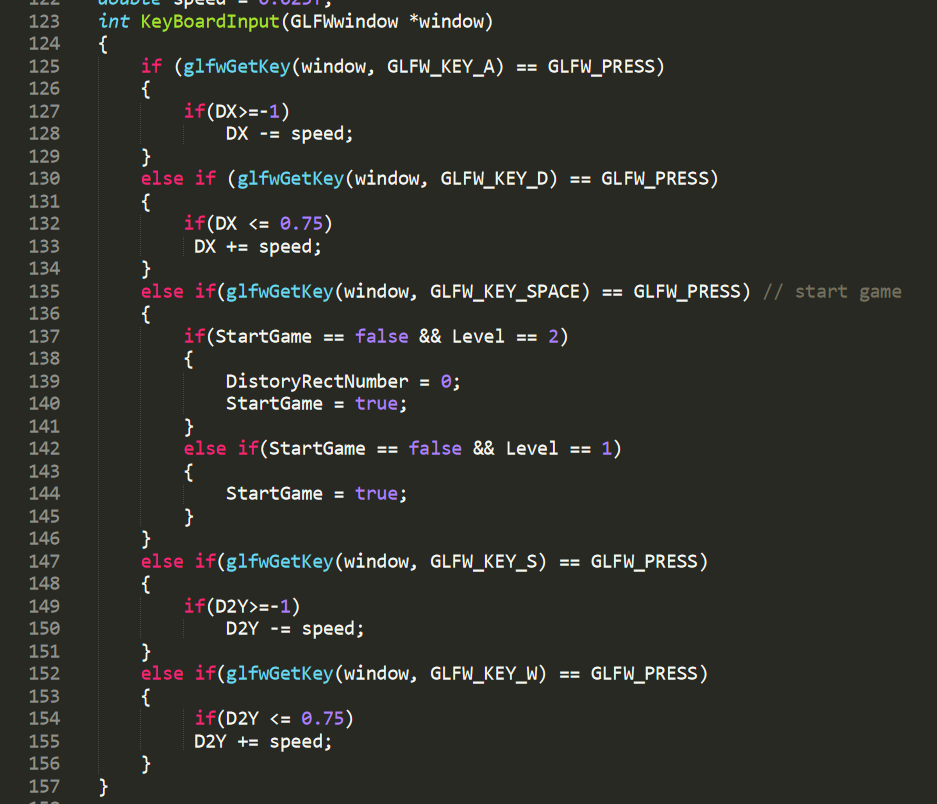 123 int KeyBoardInput(GLFWwindow *window)
124 {
125 if (glfwGetKey(window, GLFW_KEY_A) == GLFW_PRESS)
126 {
127 if(DX>=-1)
128 DX -= speed;
129 }
130 else if (glfwGetKey(window, GLFW_KEY_D) == GLFW_PRESS)
131 {
132 if(DX <= 0.75)
133 DX += speed;
134 }
135 else if(glfwGetKey(window, GLFW_KEY_SPACE) == GLFW_PRESS) // start game
136 {
137 if(StartGame == false && Level == 2)
138 {
139 DistoryRectNumber = 0;
140 StartGame = true;
141 }
142 else if(StartGame == false && Level == 1)
143 {
144 StartGame = true;
145 }
146 }
147 else if(glfwGetKey(window, GLFW_KEY_S) == GLFW_PRESS)
148 {
149 if(D2Y>=-1)
150 D2Y -= speed;
151 }
152 else if(glfwGetKey(window, GLFW_KEY_W) == GLFW_PRESS)
153 {
154 if(D2Y <= 0.75)
155 D2Y += speed;
156 }
157 }